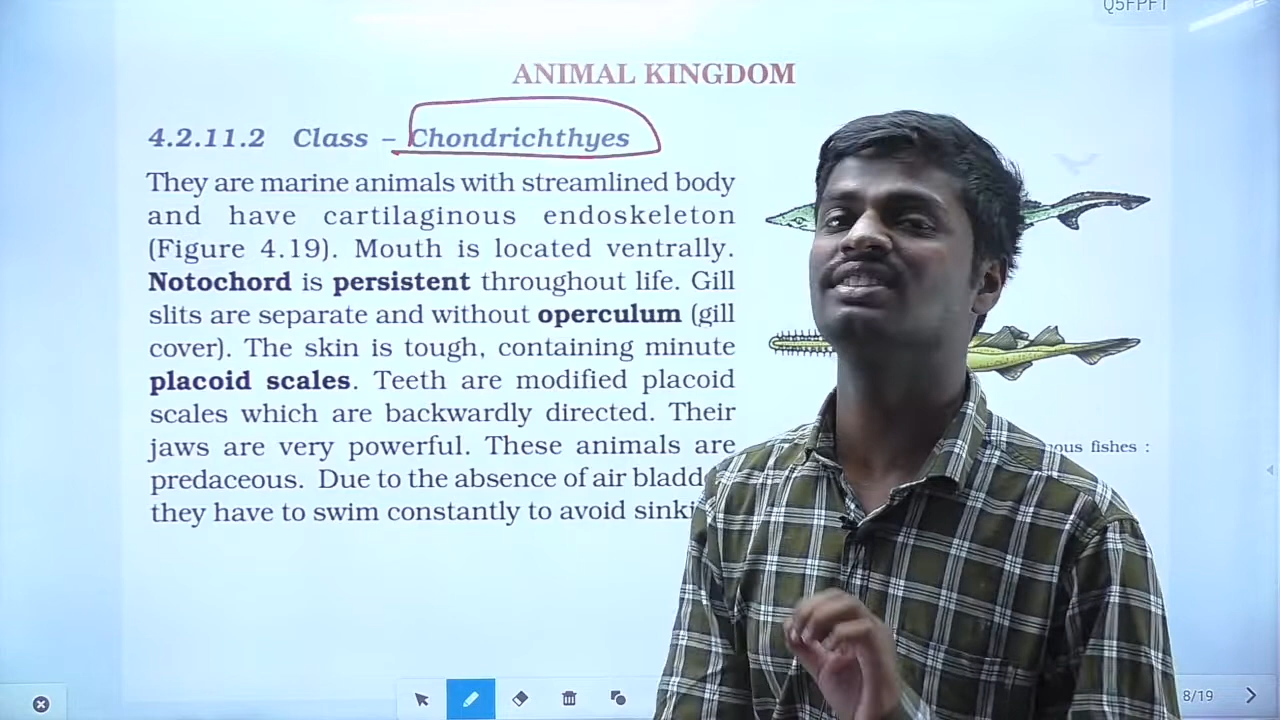 Q5FPFT
ANIMAL KINGDOM
4.2.11.2 Class – Chondrichthyes
They are marine animals with streamlined body
and have cartilaginous endoskeleton
(Figure 4.19). Mouth is located ventrally.
Notochord is persistent throughout life. Gill
slits are separate and without operculum (gill
cover). The skin is tough, containing minute
placoid scales. Teeth are modified placoid
scales which are backwardly directed. Their
jaws are very powerful. These animals are
predaceous. Due to the absence of air
they have to swim constantly to avoid
fishes :
8/19